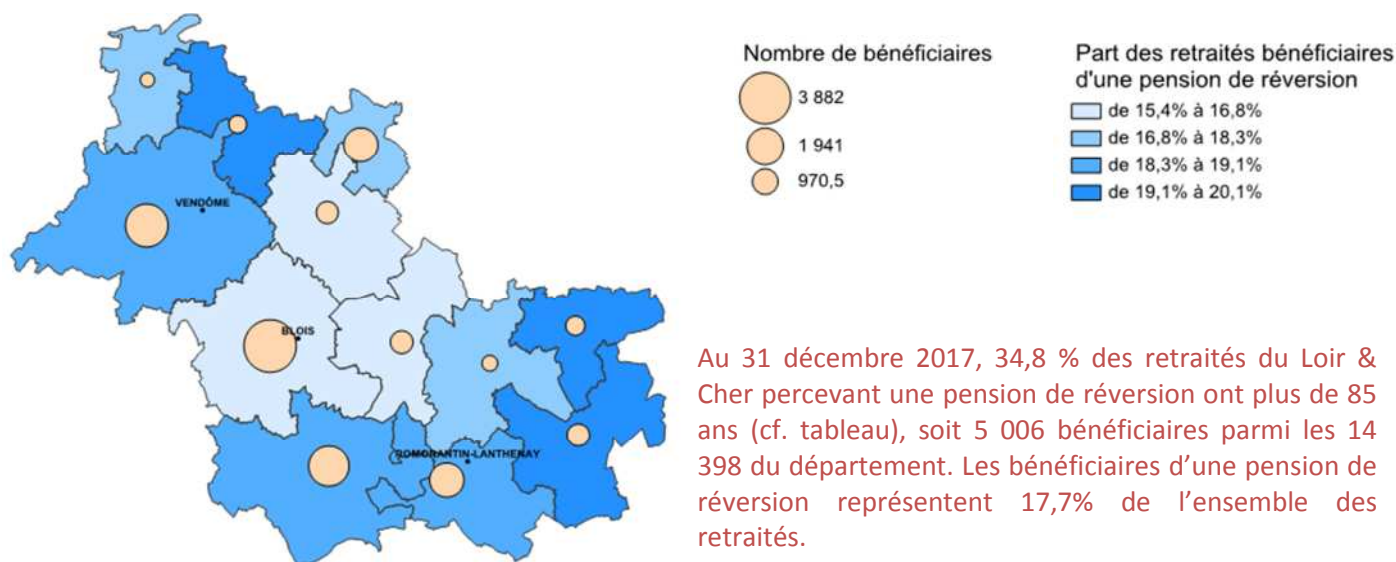 Nombre de bénéficiaires
3 882
1 941
970,5
Part des retraités bénéficiaires
d'une pension de réversion
de 15,4% à 16,8%
de 16,8% à 18,3%
de 18,3% à 19,1%
de 19,1% à 20,1%
VENDÔME
BLOIS
ROMORANTIN-LANTHENAY
Au 31 décembre 2017, 34,8 % des retraités du Loir &
Cher percevant une pension de réversion ont plus de 85
ans (cf. tableau), soit 5 006 bénéficiaires parmi les 14
398 du département. Les bénéficiaires d’une pension de
réversion représentent 17,7% de l’ensemble des
retraités.